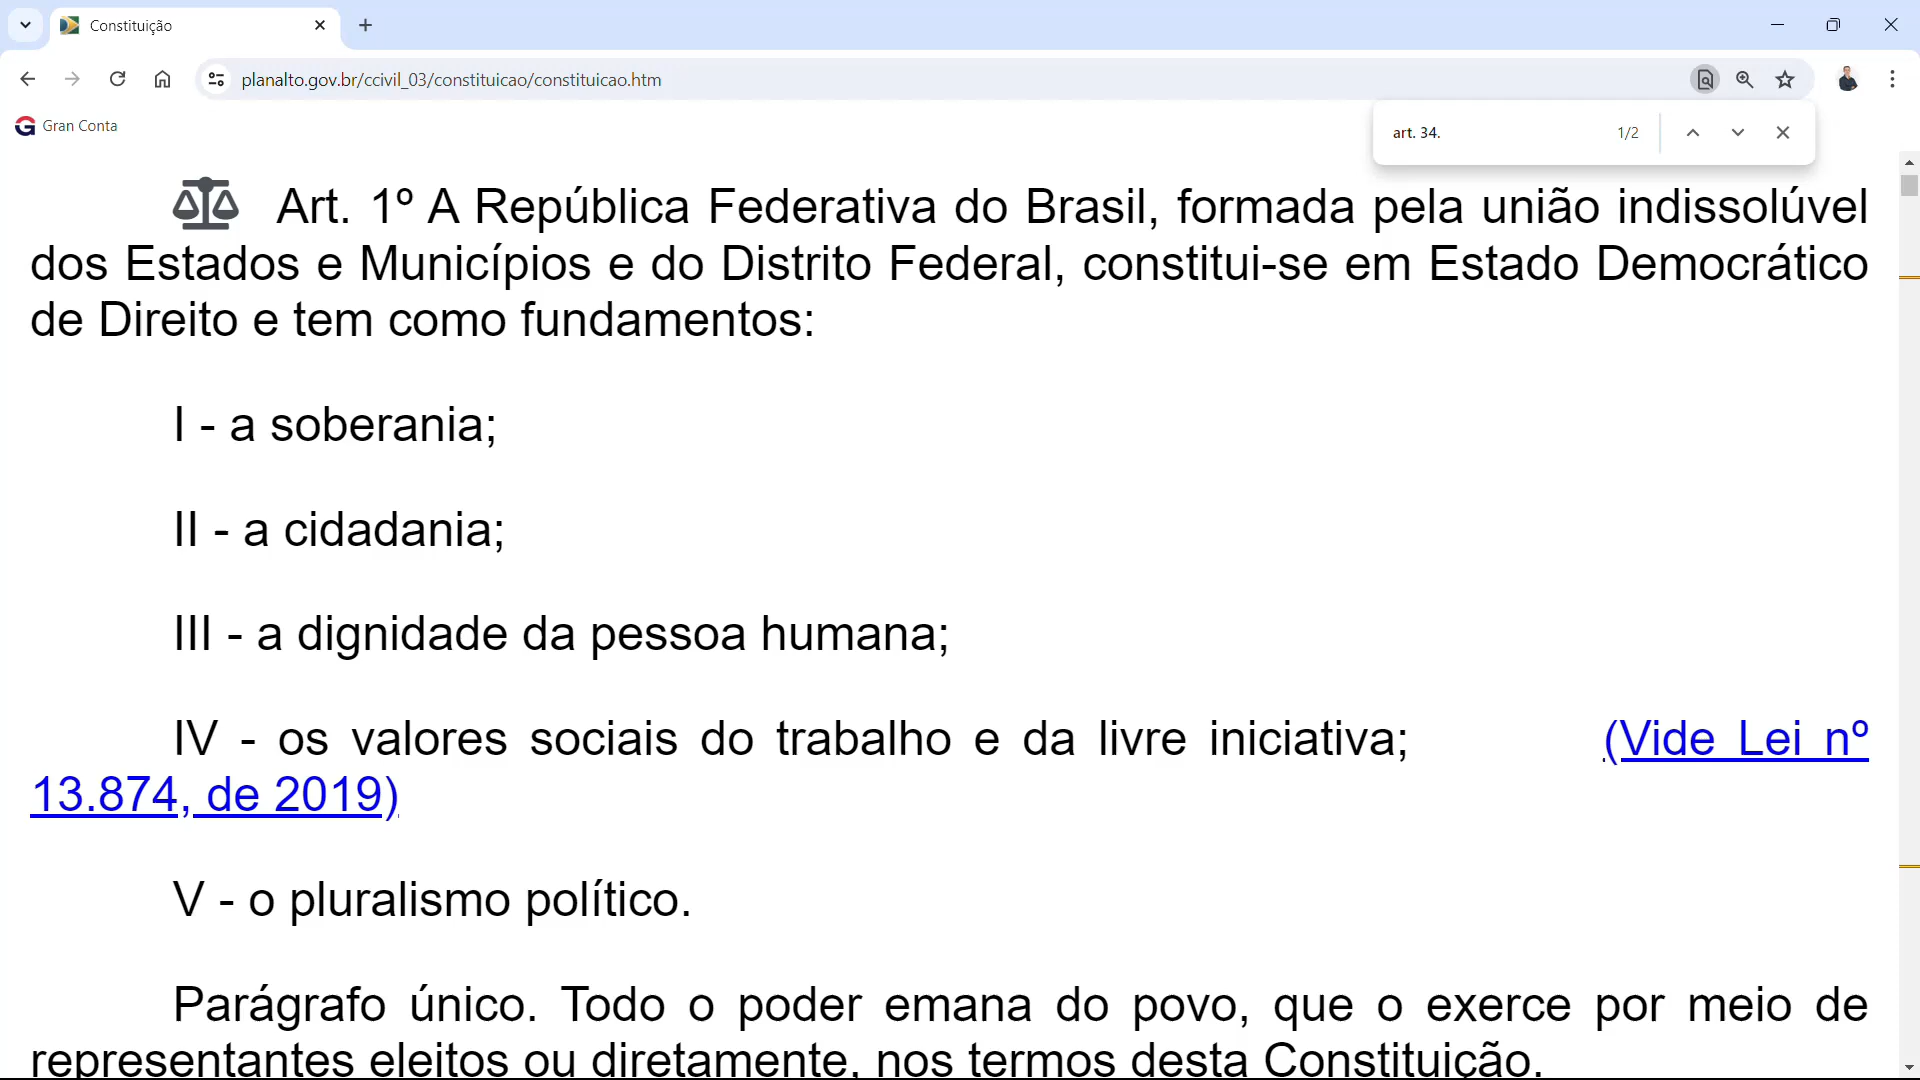 Constituição
planalto.gov.br/ccivil_03/constituicao/constituicao.htm
Gran Conta
art. 34. 1/2
Art. 1º A República Federativa do Brasil, formada pela união indissolúvel
dos Estados e Municípios e do Distrito Federal, constitui-se em Estado Democrático
de Direito e tem como fundamentos:
I - a soberania;
II - a cidadania;
III - a dignidade da pessoa humana;
IV - os valores sociais do trabalho e da livre iniciativa; (Vide Lei nº
13.874, de 2019)
V - o pluralismo político.
Parágrafo único. Todo o poder emana do povo, que o exerce por meio de
representantes eleitos ou diretamente, nos termos desta Constituição.